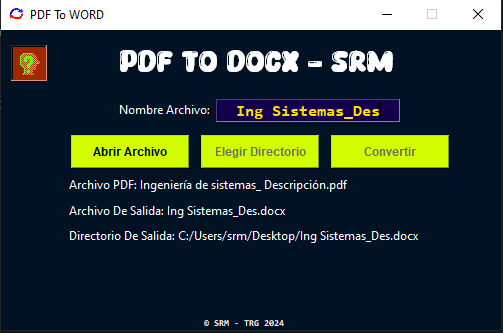 PDF To WORD
PDF TO DOCX - SRM
Nombre Archivo: Ing Sistemas_Des
Abrir Archivo Elegir Directorio Convertir
Archivo PDF: Ingeniería de sistemas_ Descripción.pdf
Archivo De Salida: Ing Sistemas_Des.docx
Directorio De Salida: C:/Users/srm/Desktop/Ing Sistemas_Des.docx
© SRM - TRG 2024